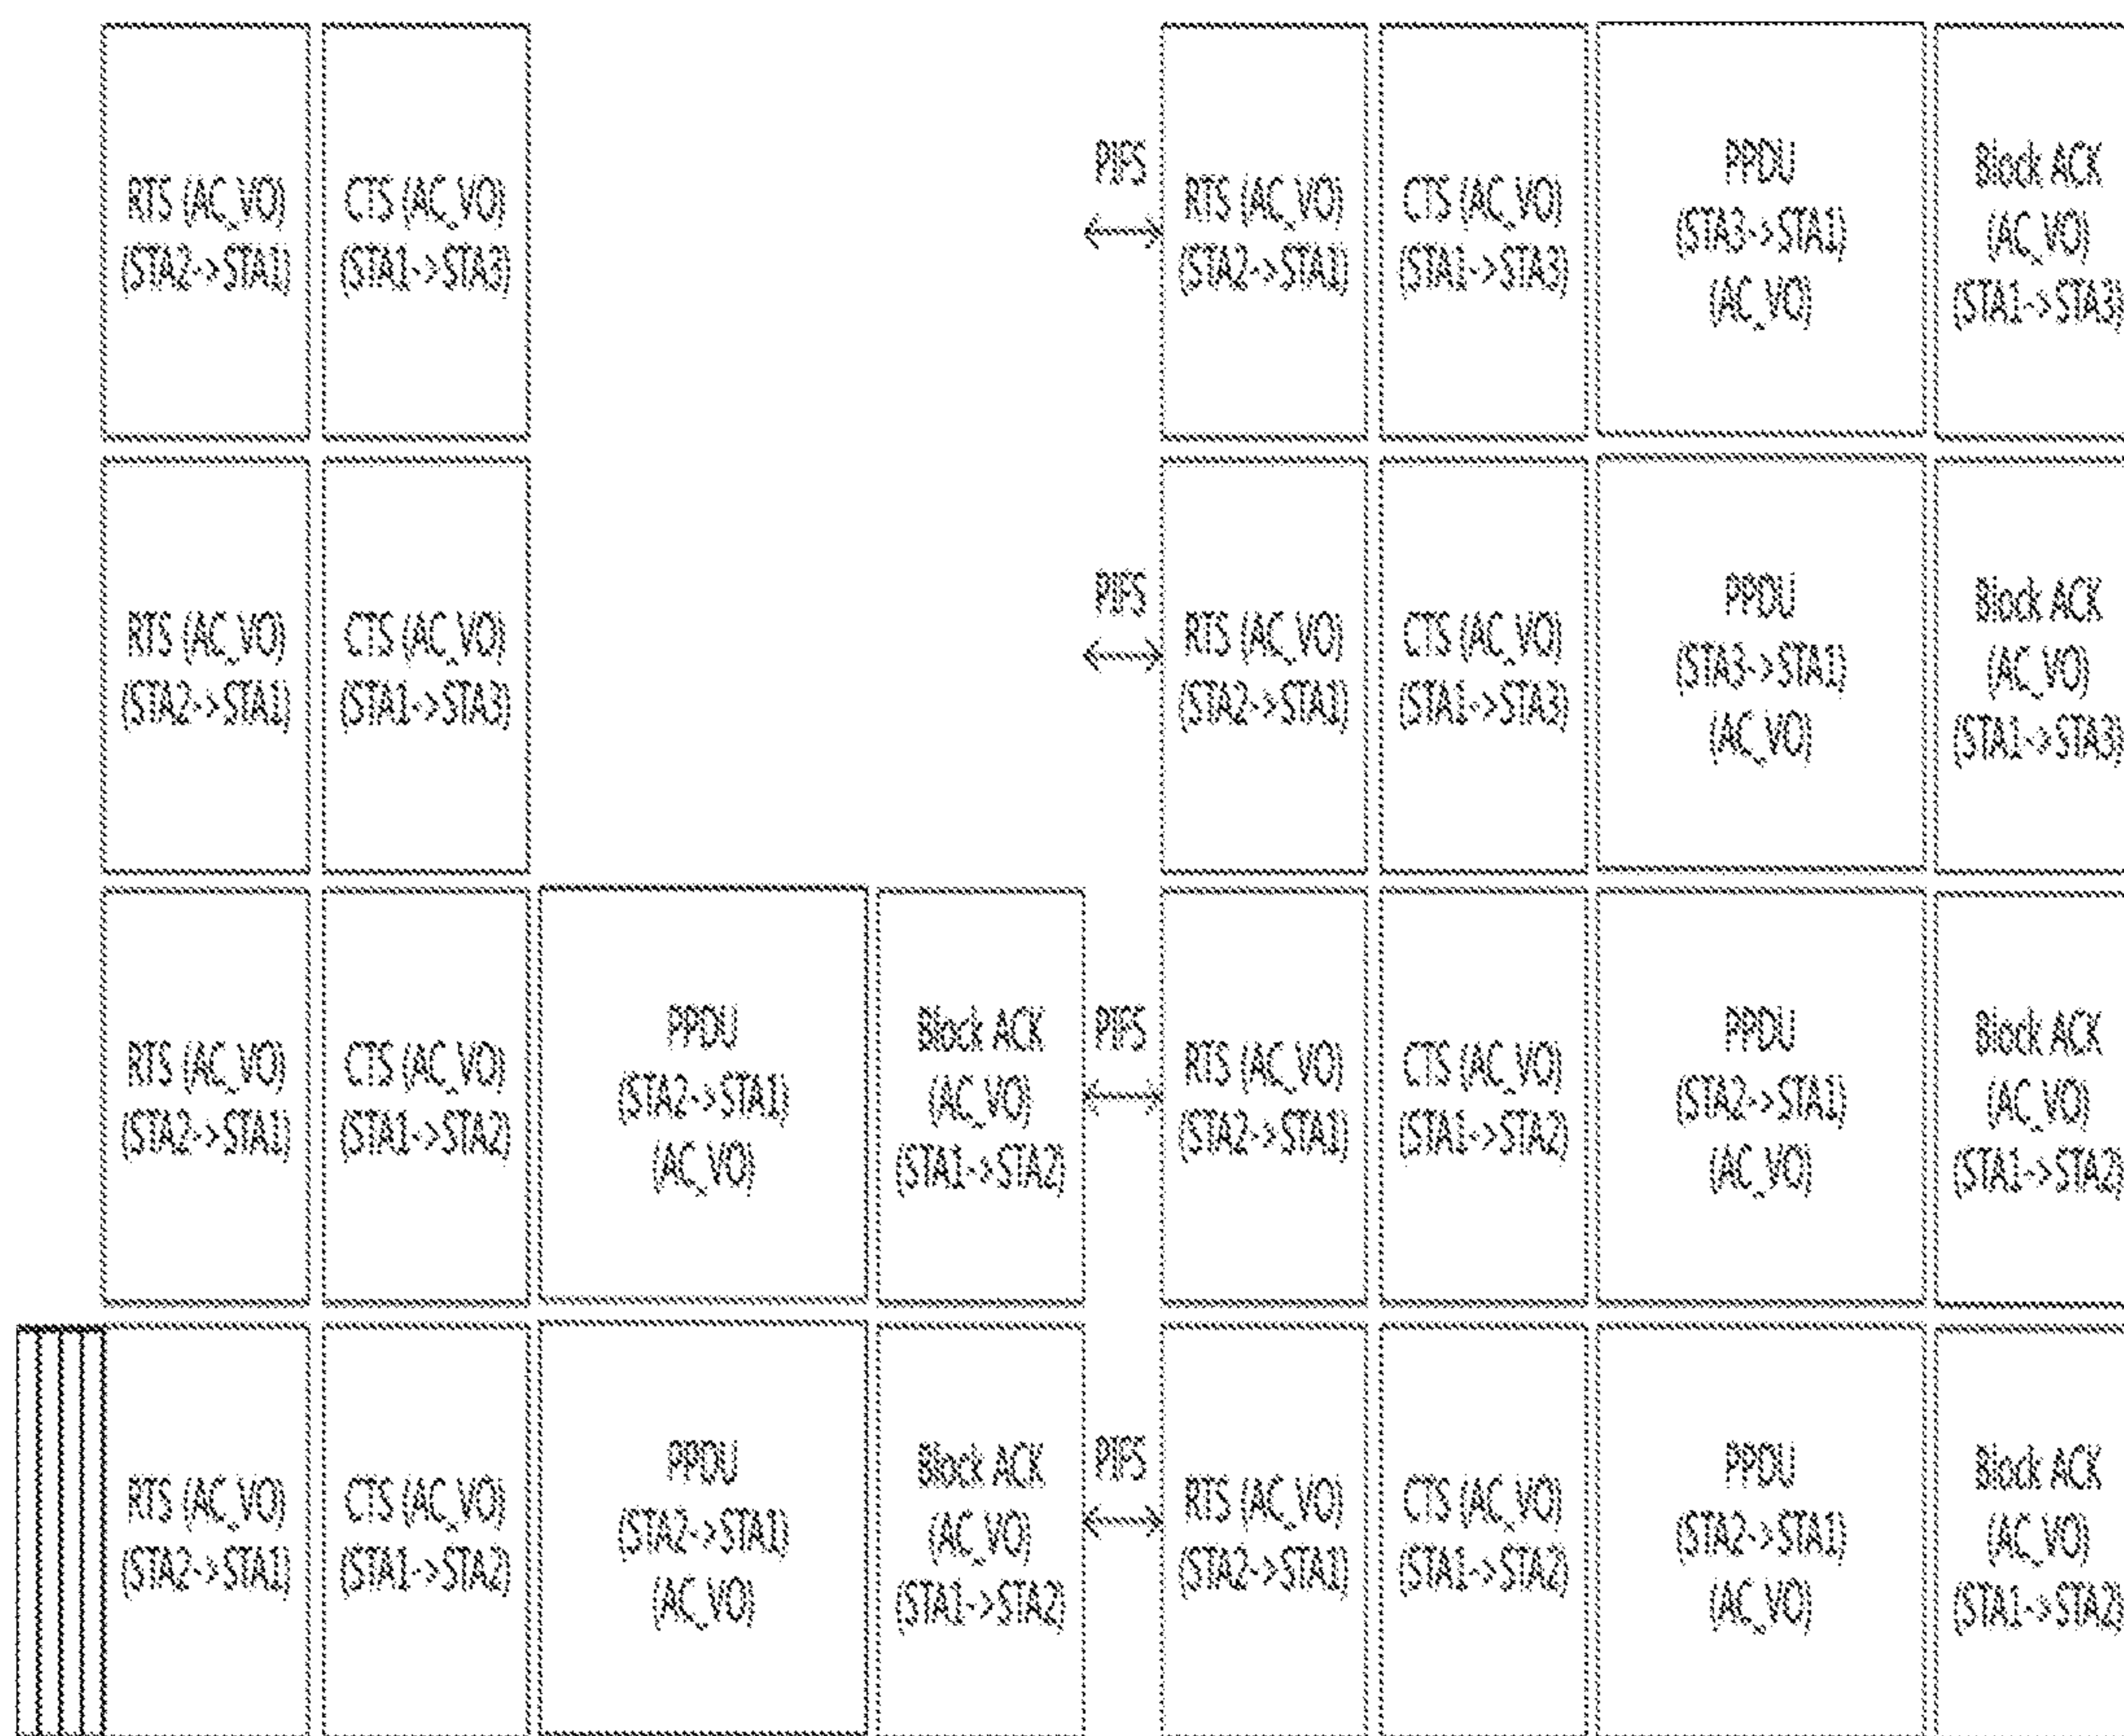 RTS (AC_VO)
(STA2->STA1)
CTS (AC_VO)
(STA1->STA3)
PIFS
RTS (AC_VO)
(STA2->STA1)
CTS (AC_VO)
(STA1->STA3)
PPDU
(STA3->STA1)
(AC_VO)
Block ACK
(AC_VO)
(STA1->STA3)
RTS (AC_VO)
(STA2->STA1)
CTS (AC_VO)
(STA1->STA3)
PIFS
RTS (AC_VO)
(STA2->STA1)
CTS (AC_VO)
(STA1->STA3)
PPDU
(STA3->STA1)
(AC_VO)
Block ACK
(AC_VO)
(STA1->STA3)
RTS (AC_VO)
(STA2->STA1)
CTS (AC_VO)
(STA1->STA2)
PPDU
(STA2->STA1)
(AC_VO)
Block ACK
(AC_VO)
(STA1->STA2)
PIFS
RTS (AC_VO)
(STA2->STA1)
CTS (AC_VO)
(STA1->STA2)
PPDU
(STA2->STA1)
(AC_VO)
Block ACK
(AC_VO)
(STA1->STA2)
RTS (AC_VO)
(STA2->STA1)
CTS (AC_VO)
(STA1->STA2)
PPDU
(STA2->STA1)
(AC_VO)
Block ACK
(AC_VO)
(STA1->STA2)
PIFS
RTS (AC_VO)
(STA2->STA1)
CTS (AC_VO)
(STA1->STA2)
PPDU
(STA2->STA1)
(AC_VO)
Block ACK
(AC_VO)
(STA1->STA2)